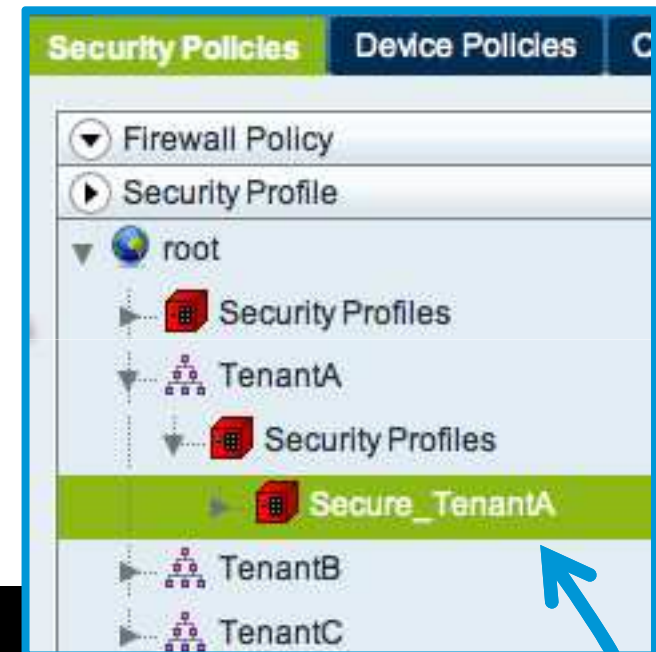 Security Policies Device Policies C
Firewall Policy
Security Profile
root
Security Profiles
TenantA
Security Profiles
Secure_TenantA
TenantB
TenantC